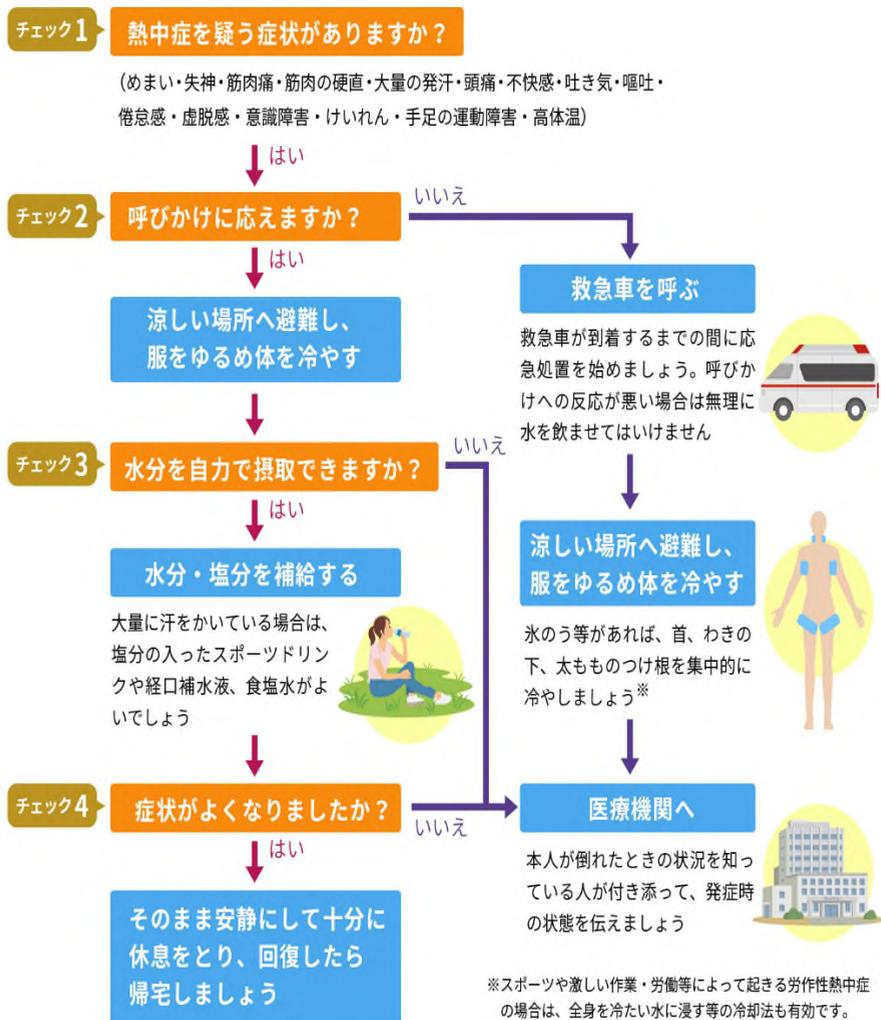 チェック1
熱中症を疑う症状がありますか？
（めまい・失神・筋肉痛・筋肉の硬直・大量の発汗・頭痛・不快感・吐き気・嘔吐・
倦怠感・虚脱感・意識障害・けいれん・手足の運動障害・高体温）
はい
チェック2
呼びかけに応えますか？
いいえ
はい
涼しい場所へ避難し、
服をゆるめ体を冷やす
救急車を呼ぶ
救急車が到着するまでの間に応
急処置を始めましょう。呼びか
けへの反応が悪い場合は無理に
水を飲ませてはいけません
チェック3
水分を自力で摂取できますか？
いいえ
はい
水分・塩分を補給する
大量に汗をかいている場合は、
塩分の入ったスポーツドリン
クや経口補水液、食塩水がよ
いでしょう
涼しい場所へ避難し、
服をゆるめ体を冷やす
氷のう等があれば、首、わきの
下、太もものつけ根を集中的に
冷やしましょう※
チェック4
症状がよくなりましたか？
いいえ
はい
そのまま安静にして十分に
休息をとり、回復したら
帰宅しましょう
医療機関へ
本人が倒れたときの状況を知っ
ている人が付き添って、発症時
の状態を伝えましょう
※スポーツや激しい作業・労働等によって起きる労作性熱中症
の場合は、全身を冷たい水に浸す等の冷却法も有効です。